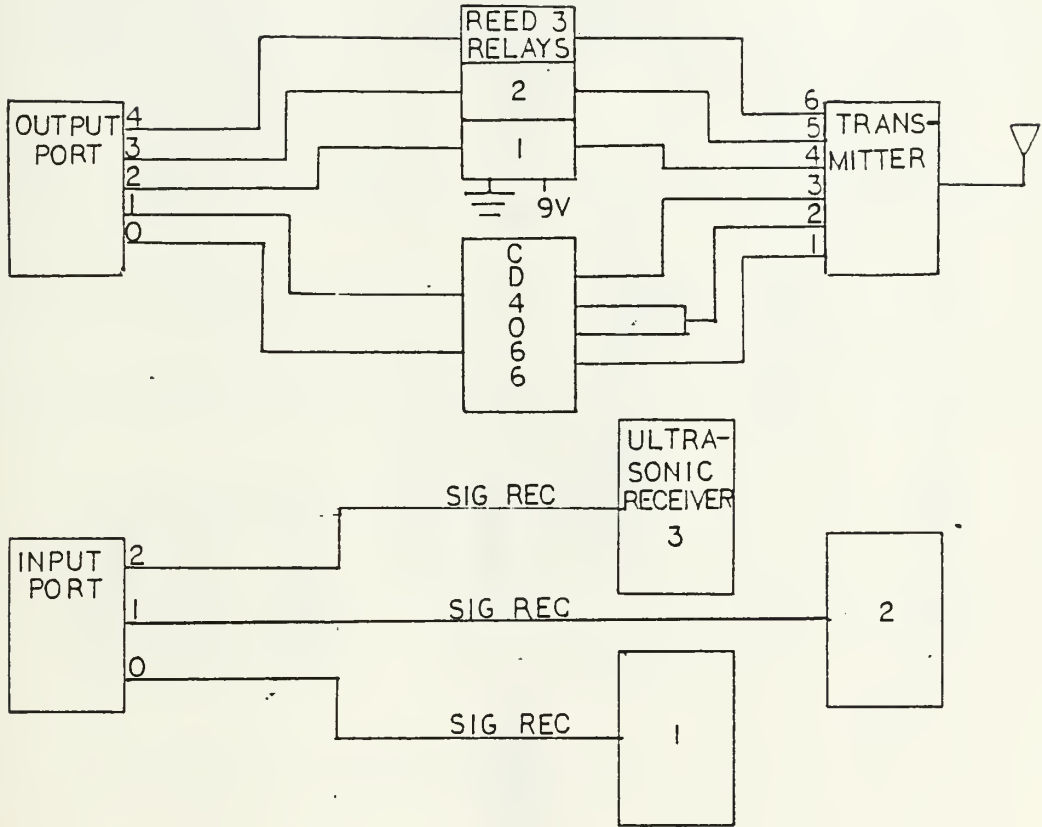 REED 3
RELAYS
2
1
9V
OUTPUT
PORT
4
3
2
1
0
6
5
4
3
2
1
TRANS-
MITTER
C
D
4
0
6
6
ULTRA-
SONIC
RECEIVER
3
SIG REC
INPUT
PORT
2
1
0
SIG REC
2
SIG REC
1